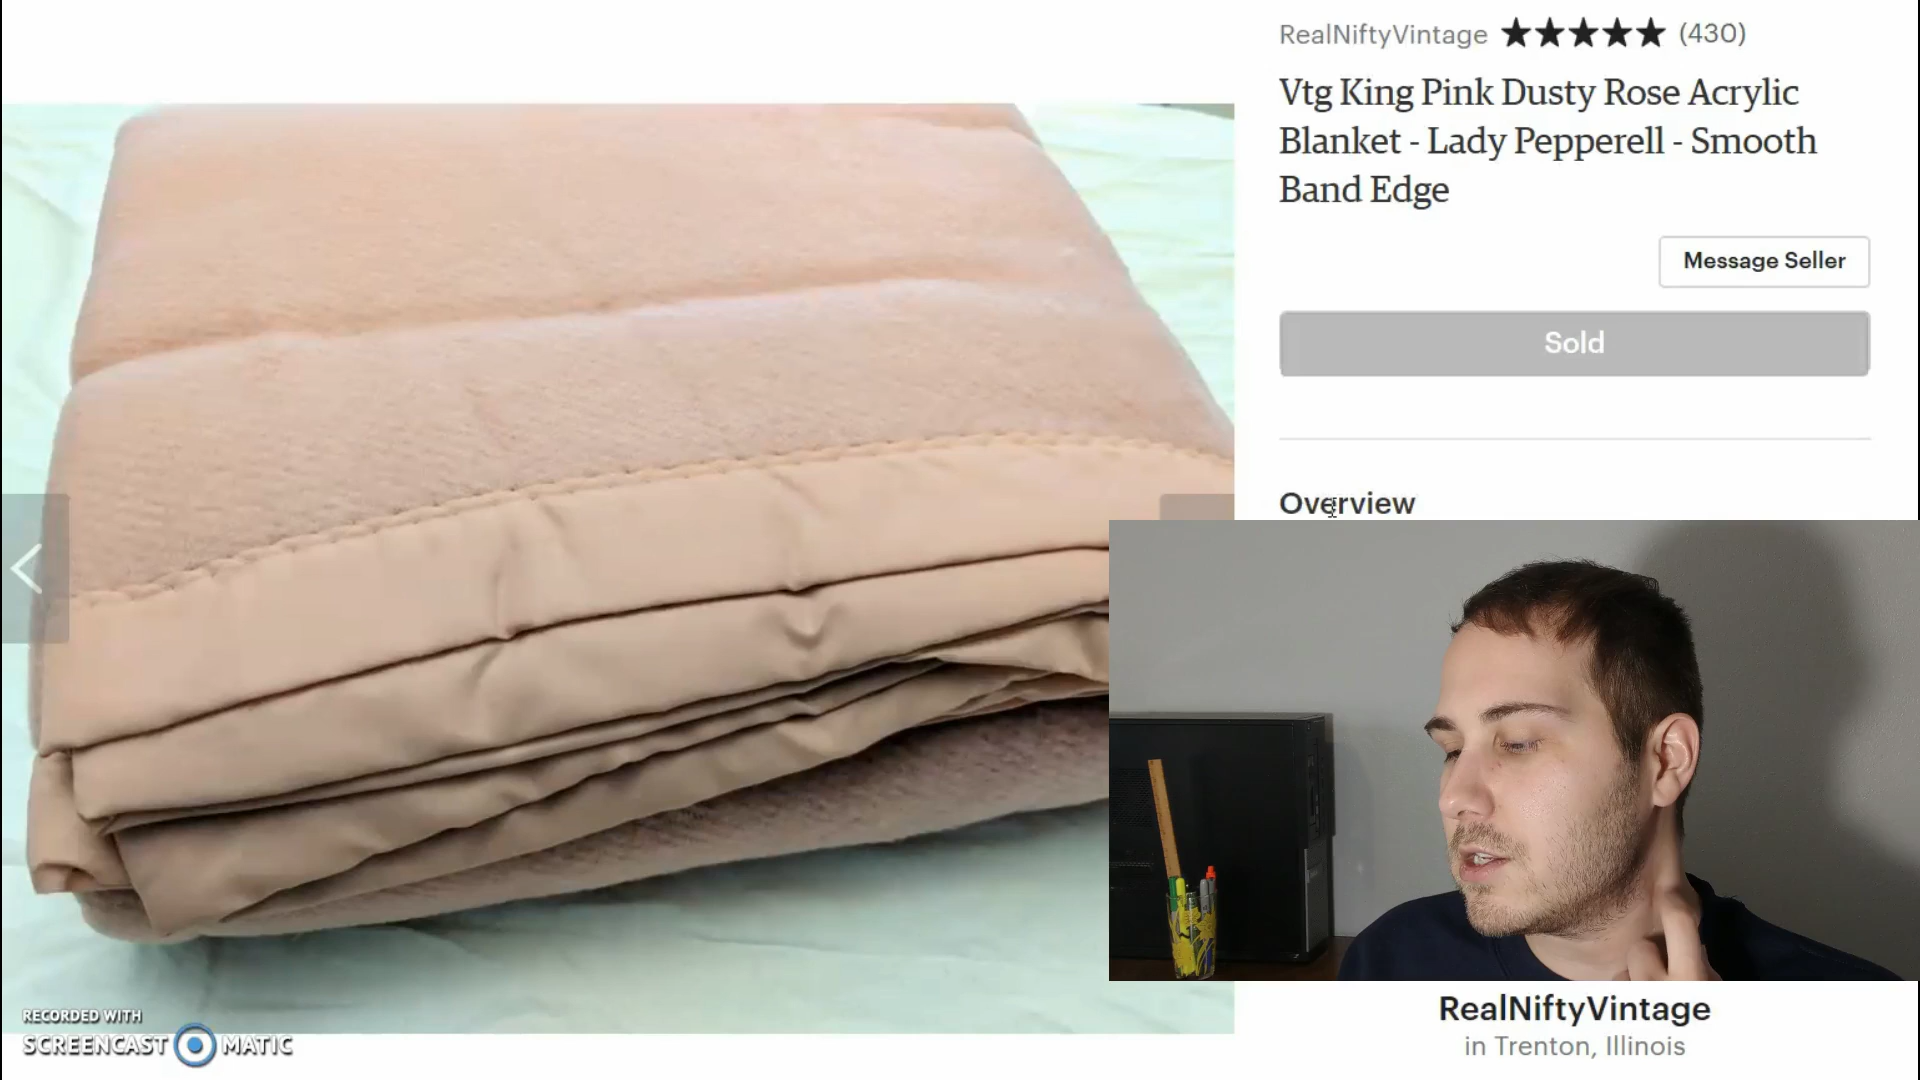 RealNiftyVintage ★★★★★ (430)
Vtg King Pink Dusty Rose Acrylic
Blanket - Lady Pepperell - Smooth
Band Edge
Message Seller
Sold
Overview
RealNiftyVintage
in Trenton, Illinois
RECORDED WITH
SCREENCAST MATIC